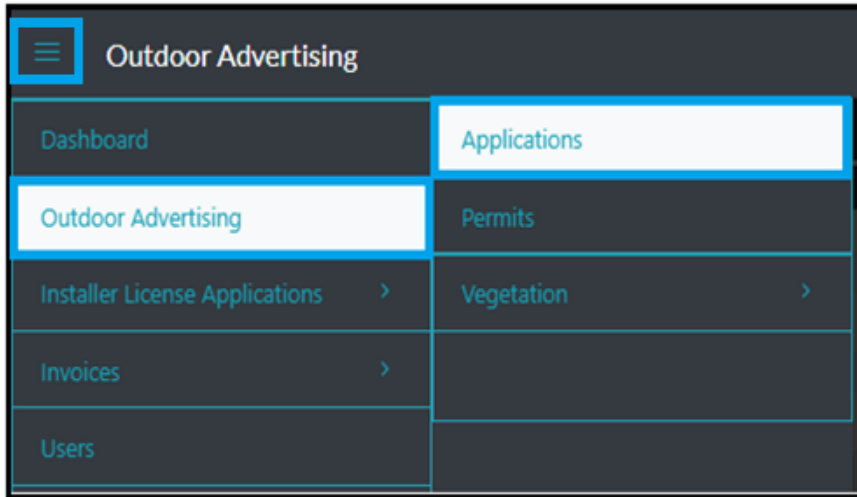 Outdoor Advertising
Dashboard
Outdoor Advertising
Installer License Applications
Invoices
Users
Applications
Permits
Vegetation